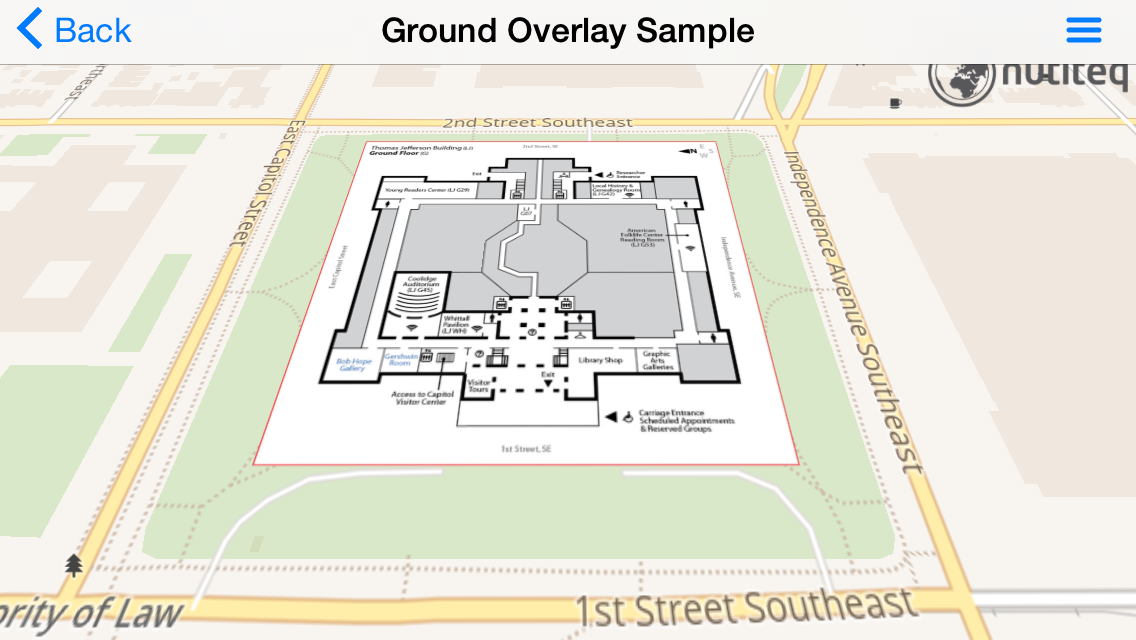 Back
Ground Overlay Sample
nutiteq
2nd Street Southeast
East Capitol Street
Independence Avenue Southeast
Thomas Jefferson Building (LJ)
Ground Floor (G)
2nd Street, SE
N
E
S
W
Exit
Researcher
Entrance
Young Readers Center (LJ G29)
Local History &
Genealogy Room
(LJ G42)
LJ
G07
American
Folklife Center
Reading Room
(LJ G53)
East Capitol Street
Independence Avenue, SE
Coolidge
Auditorium
(LJ G45)
Whittall
Pavilion
(LJ WH)
Bob Hope
Gallery
Gershwin
Room
Library Shop
Graphic
Arts
Galleries
Exit
Visitor
Tours
Access to Capitol
Visitor Center
Carriage Entrance
Scheduled Appointments
& Reserved Groups
1st Street, SE
ority of Law
1st Street Southeast